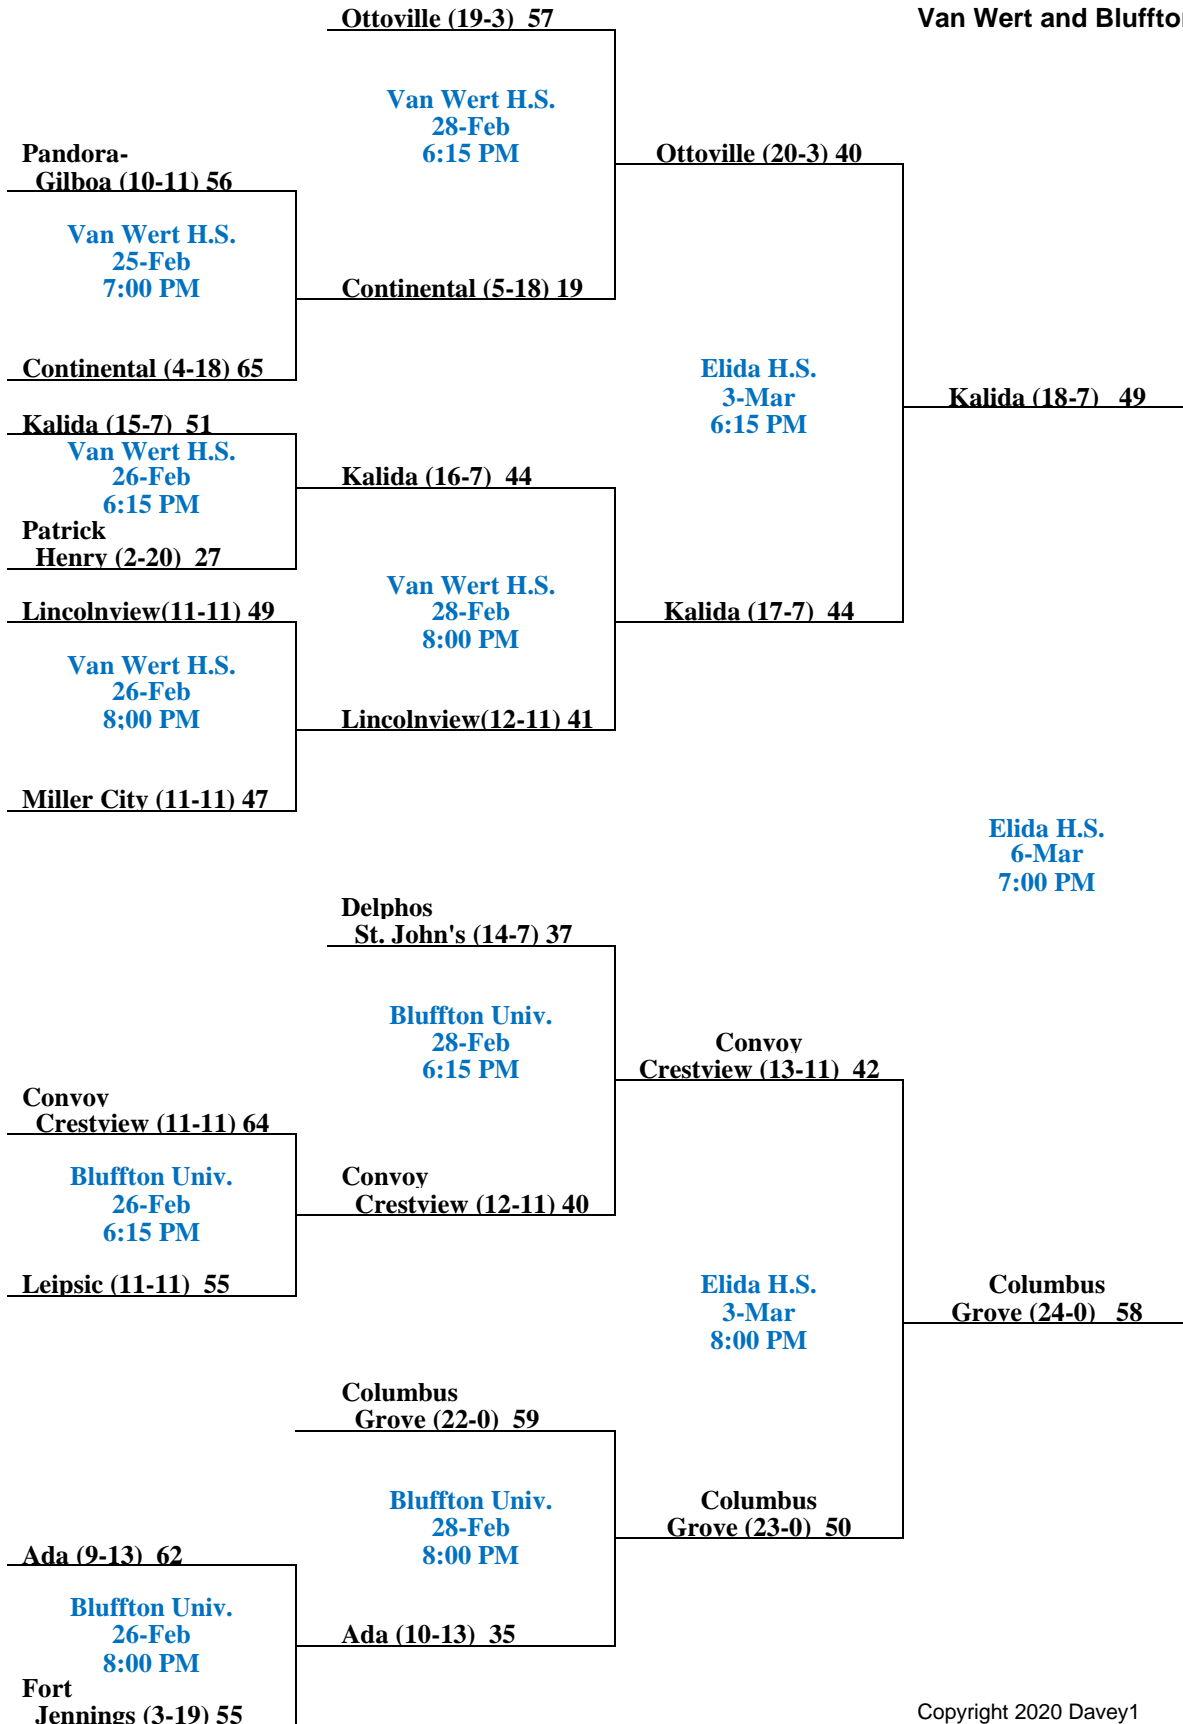 Ottoville (19-3)  57
Van Wert and Bluffton
Van Wert H.S.
28-Feb
6:15 PM
Pandora-
Gilboa (10-11) 56
Ottoville (20-3) 40
Van Wert H.S.
25-Feb
7:00 PM
Continental (5-18) 19
Continental (4-18) 65
Elida H.S.
3-Mar
6:15 PM
Kalida (18-7)   49
Kalida (15-7)  51
Van Wert H.S.
26-Feb
6:15 PM
Kalida (16-7)  44
Patrick
Henry (2-20)  27
Van Wert H.S.
28-Feb
8:00 PM
Lincolnview(11-11) 49
Kalida (17-7)  44
Van Wert H.S.
26-Feb
8;00 PM
Lincolnview(12-11) 41
Miller City (11-11) 47
Elida H.S.
6-Mar
7:00 PM
Delphos
St. John's (14-7) 37
Bluffton Univ.
28-Feb
6:15 PM
Convoy
Crestview (13-11)  42
Convoy
Crestview (11-11) 64
Bluffton Univ.
26-Feb
6:15 PM
Convoy
Crestview (12-11) 40
Leipsic (11-11)  55
Elida H.S.
3-Mar
8:00 PM
Columbus
Grove (24-0)   58
Columbus
Grove (22-0)  59
Bluffton Univ.
28-Feb
8:00 PM
Columbus
Grove (23-0)  50
Ada (9-13)  62
Bluffton Univ.
26-Feb
8:00 PM
Ada (10-13)  35
Fort
Jennings (3-19) 55
Copyright 2020 Davey1